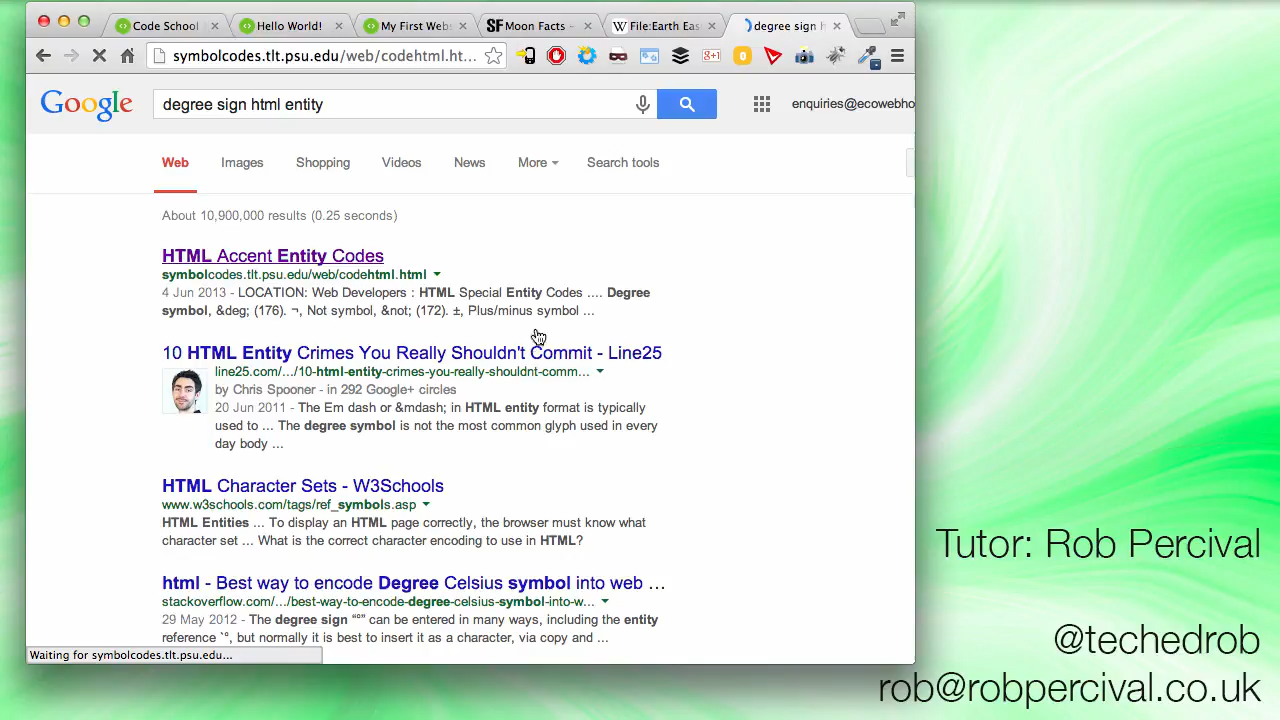 Code School
Hello World!
My First Webs
SF Moon Facts -
W File:Earth Eas
degree sign h
symbolcodes.tlt.psu.edu/web/codehtml.ht...
g+1
0
Google
degree sign html entity
enquiries@ecowebho
Web
Images
Shopping
Videos
News
More
Search tools
About 10,900,000 results (0.25 seconds)
HTML Accent Entity Codes
symbolcodes.tlt.psu.edu/web/codehtml.html
4 Jun 2013 - LOCATION: Web Developers : HTML Special Entity Codes .... Degree
symbol, &deg; (176). ¬, Not symbol, &not; (172). ±, Plus/minus symbol ...
10 HTML Entity Crimes You Really Shouldn't Commit - Line25
line25.com/.../10-html-entity-crimes-you-really-shouldnt-comm...
by Chris Spooner - in 292 Google+ circles
20 Jun 2011 - The Em dash or &mdash; in HTML entity format is typically
used to ... The degree symbol is not the most common glyph used in every
day body ...
HTML Character Sets - W3Schools
www.w3schools.com/tags/ref_symbols.asp
HTML Entities ... To display an HTML page correctly, the browser must know what
character set ... What is the correct character encoding to use in HTML?
html - Best way to encode Degree Celsius symbol into web ...
stackoverflow.com/.../best-way-to-encode-degree-celsius-symbol-into-w...
29 May 2012 - The degree sign “°” can be entered in many ways, including the entity
reference `°, but normally it is best to insert it as a character, via copy and ...
Waiting for symbolcodes.tlt.psu.edu...
Tutor: Rob Percival
@techedrob
rob@robpercival.co.uk